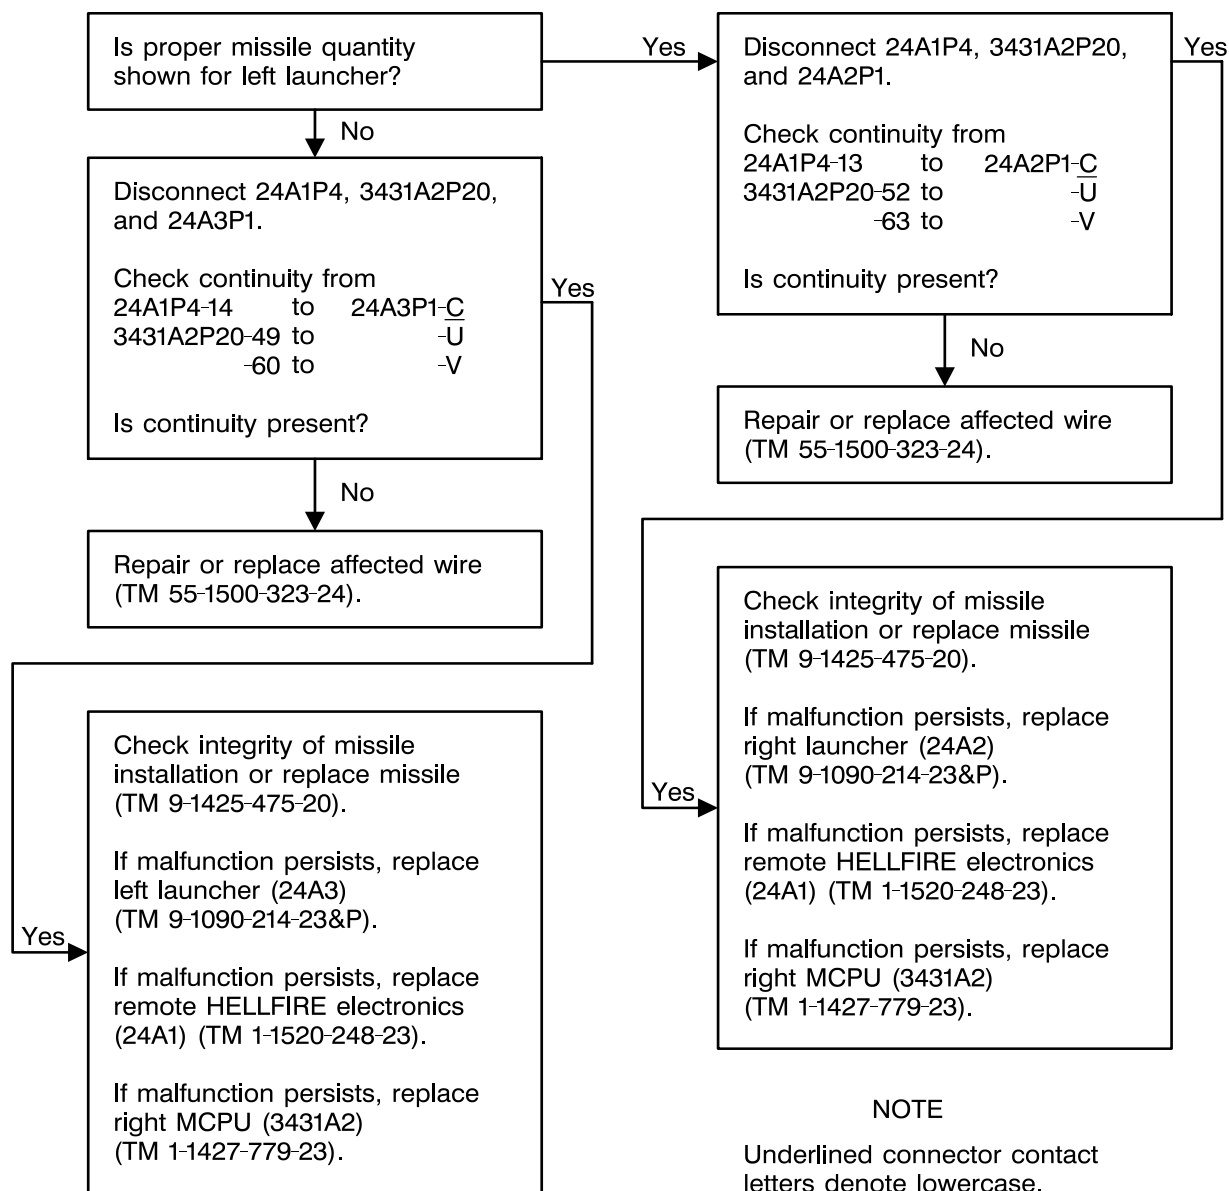 Is proper missile quantity
shown for left launcher?
Yes
No
Disconnect 24A1P4, 3431A2P20,
and 24A3P1.
Check continuity from
24A1P4-14 to 24A3P1-C
3431A2P20-49 to -U
-60 to -V
Is continuity present?
Yes
No
Repair or replace affected wire
(TM 55-1500-323-24).
Yes
Check integrity of missile
installation or replace missile
(TM 9-1425-475-20).
If malfunction persists, replace
left launcher (24A3)
(TM 9-1090-214-23&P).
If malfunction persists, replace
remote HELLFIRE electronics
(24A1) (TM 1-1520-248-23).
If malfunction persists, replace
right MCPU (3431A2)
(TM 1-1427-779-23).
Disconnect 24A1P4, 3431A2P20,
and 24A2P1.
Check continuity from
24A1P4-13 to 24A2P1-C
3431A2P20-52 to -U
-63 to -V
Is continuity present?
Yes
No
Repair or replace affected wire
(TM 55-1500-323-24).
Yes
Check integrity of missile
installation or replace missile
(TM 9-1425-475-20).
If malfunction persists, replace
right launcher (24A2)
(TM 9-1090-214-23&P).
If malfunction persists, replace
remote HELLFIRE electronics
(24A1) (TM 1-1520-248-23).
If malfunction persists, replace
right MCPU (3431A2)
(TM 1-1427-779-23).
NOTE
Underlined connector contact
letters denote lowercase.